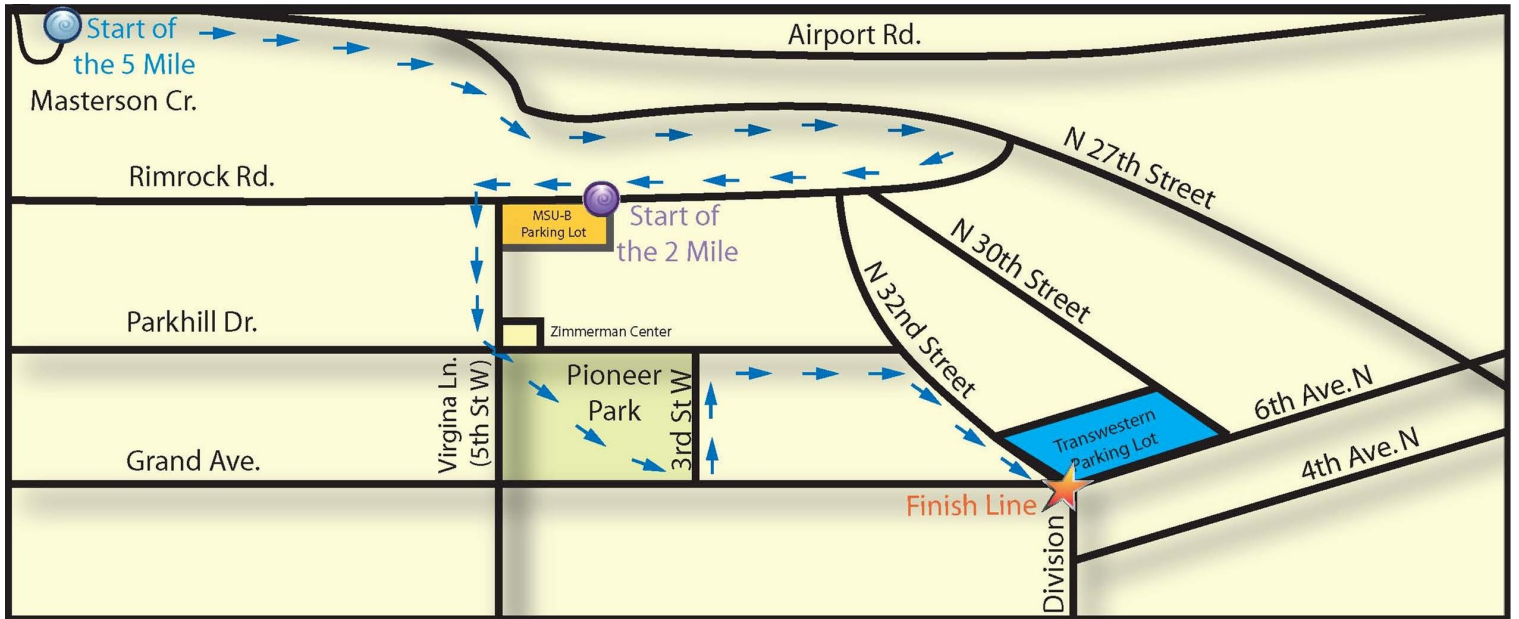 Start of
the 5 Mile
Masterson Cr.
Airport Rd.
N 27th Street
Rimrock Rd.
MSU-B
Parking Lot
Start of
the 2 Mile
N 30th Street
N 32nd Street
Parkhill Dr.
Zimmerman Center
Virgina Ln.
(5th St W)
Pioneer
Park
3rd St W
Transwestern
Parking Lot
6th Ave. N
4th Ave. N
Grand Ave.
Finish Line
Division